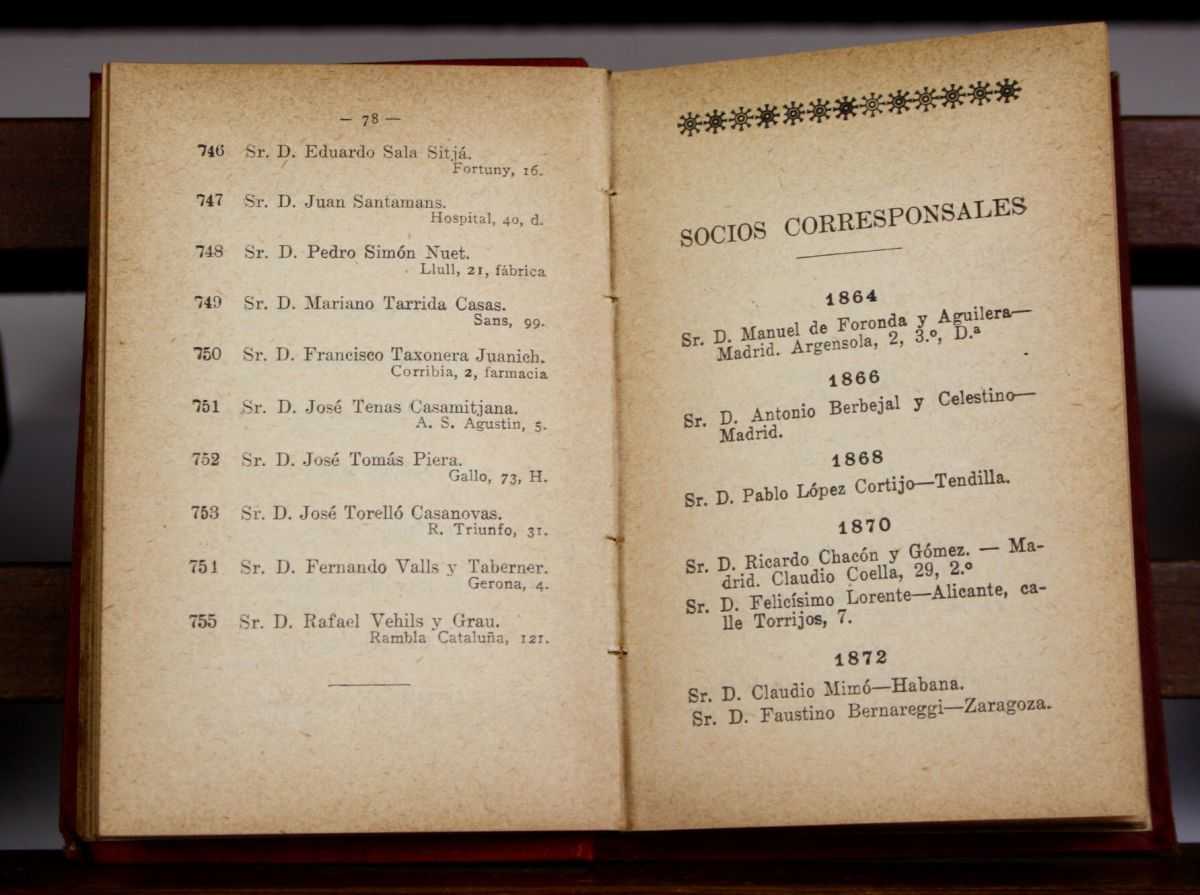 — 78 —
746 Sr. D. Eduardo Sala Sitjá.
Fortuny, 16.
747 Sr. D. Juan Santamans.
Hospital, 40, d.
748 Sr. D. Pedro Simón Nuet.
Llull, 21, fábrica
749 Sr. D. Mariano Tarrida Casas.
Sans, 99.
750 Sr. D. Francisco Taxonera Juanich.
Corribia, 2, farmacia
751 Sr. D. José Tenas Casamitjana.
A. S. Agustin, 5.
752 Sr. D. José Tomás Piera.
Gallo, 73, H.
753 Sr. D. José Torelló Casanovas.
R. Triunfo, 31.
751 Sr. D. Fernando Valls y Taberner.
Gerona, 4.
755 Sr. D. Rafael Vehils y Grau.
Rambla Cataluña, 121.
SOCIOS CORRESPONSALES
1864
Sr. D. Manuel de Foronda y Aguilera—
Madrid. Argensola, 2, 3.º, D.ª
1866
Sr. D. Antonio Berbejal y Celestino—
Madrid.
1868
Sr. D. Pablo López Cortijo—Tendilla.
1870
Sr. D. Ricardo Chacón y Gómez. — Ma-
drid. Claudio Coella, 29, 2.º
Sr. D. Felicísimo Lorente—Alicante, ca-
lle Torrijos, 7.
1872
Sr. D. Claudio Mimó—Habana.
Sr. D. Faustino Bernareggi—Zaragoza.